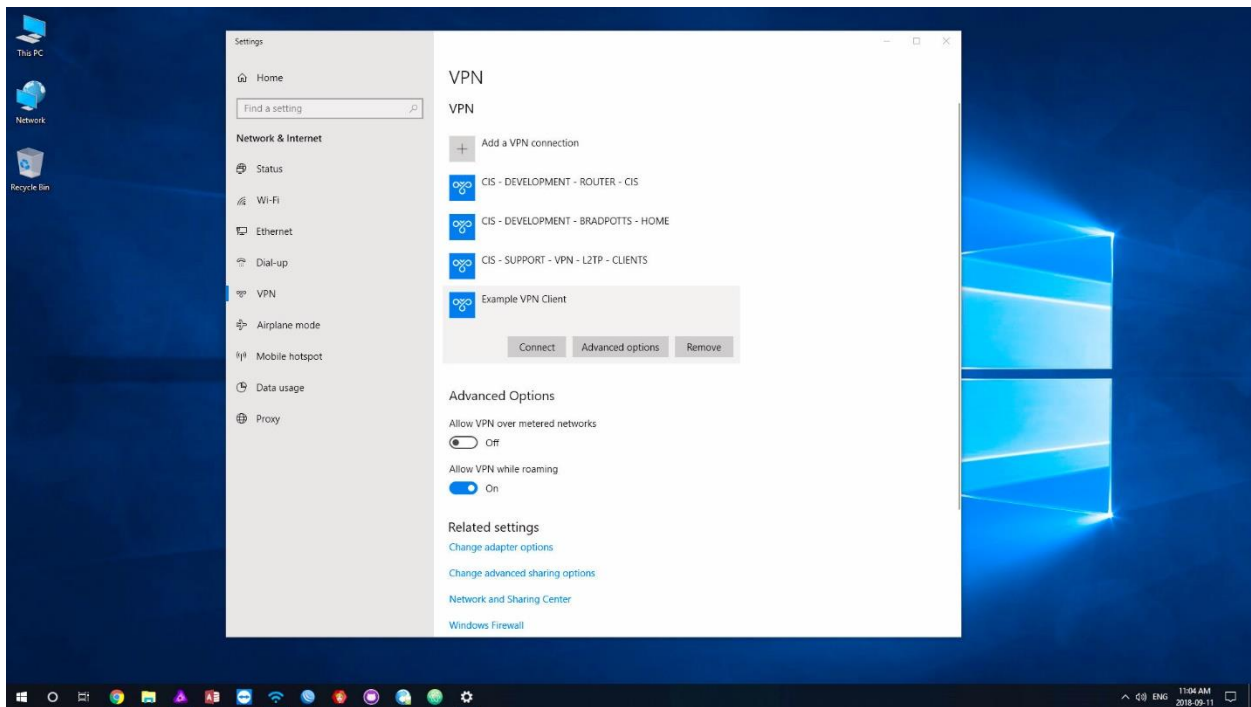 This PC
Network
Recycle Bin
Settings
Home
Find a setting
Network & Internet
Status
Wi-Fi
Ethernet
Dial-up
VPN
Airplane mode
Mobile hotspot
Data usage
Proxy
VPN
VPN
Add a VPN connection
CIS - DEVELOPMENT - ROUTER - CIS
CIS - DEVELOPMENT - BRADPOTTS - HOME
CIS - SUPPORT - VPN - L2TP - CLIENTS
Example VPN Client
Connect Advanced options Remove
Advanced Options
Allow VPN over metered networks
Off
Allow VPN while roaming
On
Related settings
Change adapter options
Change advanced sharing options
Network and Sharing Center
Windows Firewall
ENG
11:04 AM
2018-09-11